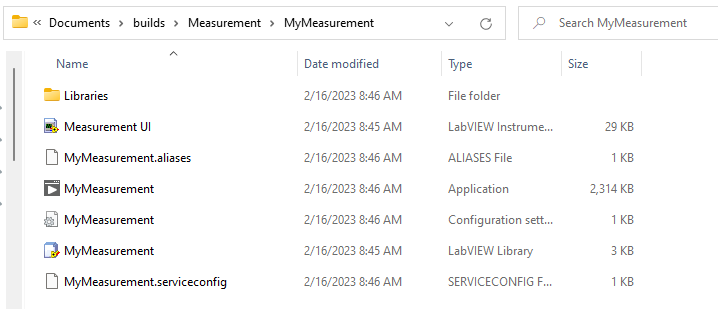 « Documents > builds > Measurement > MyMeasurement
Search MyMeasurement
Name Date modified Type Size
Libraries 2/16/2023 8:46 AM File folder
Measurement UI 2/16/2023 8:45 AM LabVIEW Instrume... 29 KB
MyMeasurement.aliases 2/16/2023 8:46 AM ALIASES File 1 KB
MyMeasurement 2/16/2023 8:46 AM Application 2,314 KB
MyMeasurement 2/16/2023 8:46 AM Configuration sett... 1 KB
MyMeasurement 2/16/2023 8:45 AM LabVIEW Library 3 KB
MyMeasurement.serviceconfig 2/16/2023 8:46 AM SERVICECONFIG F... 1 KB